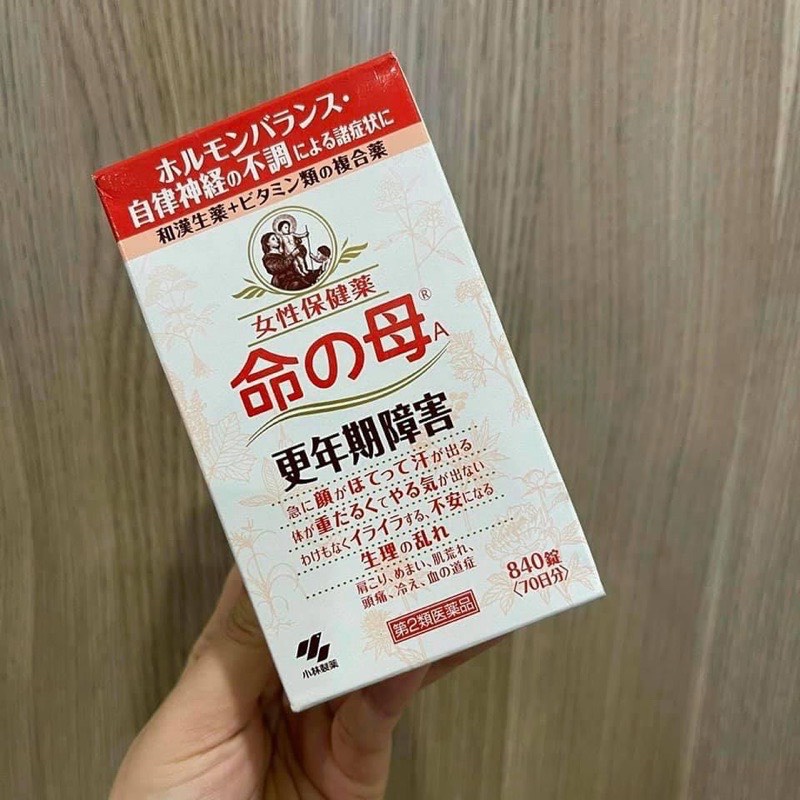 ホルモンバランス・
自律神経の不調による諸症状に
和漢生薬+ビタミン類の複合薬
女性保健薬
命の母®A
更年期障害
急に顔がほてって汗が出る
体が重たるくてやる気が出ない
わけもなくイライラする、不安になる
生理の乱れ
肩こり、めまい、肌荒れ、
頭痛、冷え、血の道症
840錠
〈70日分〉
第2類医薬品
小林製薬